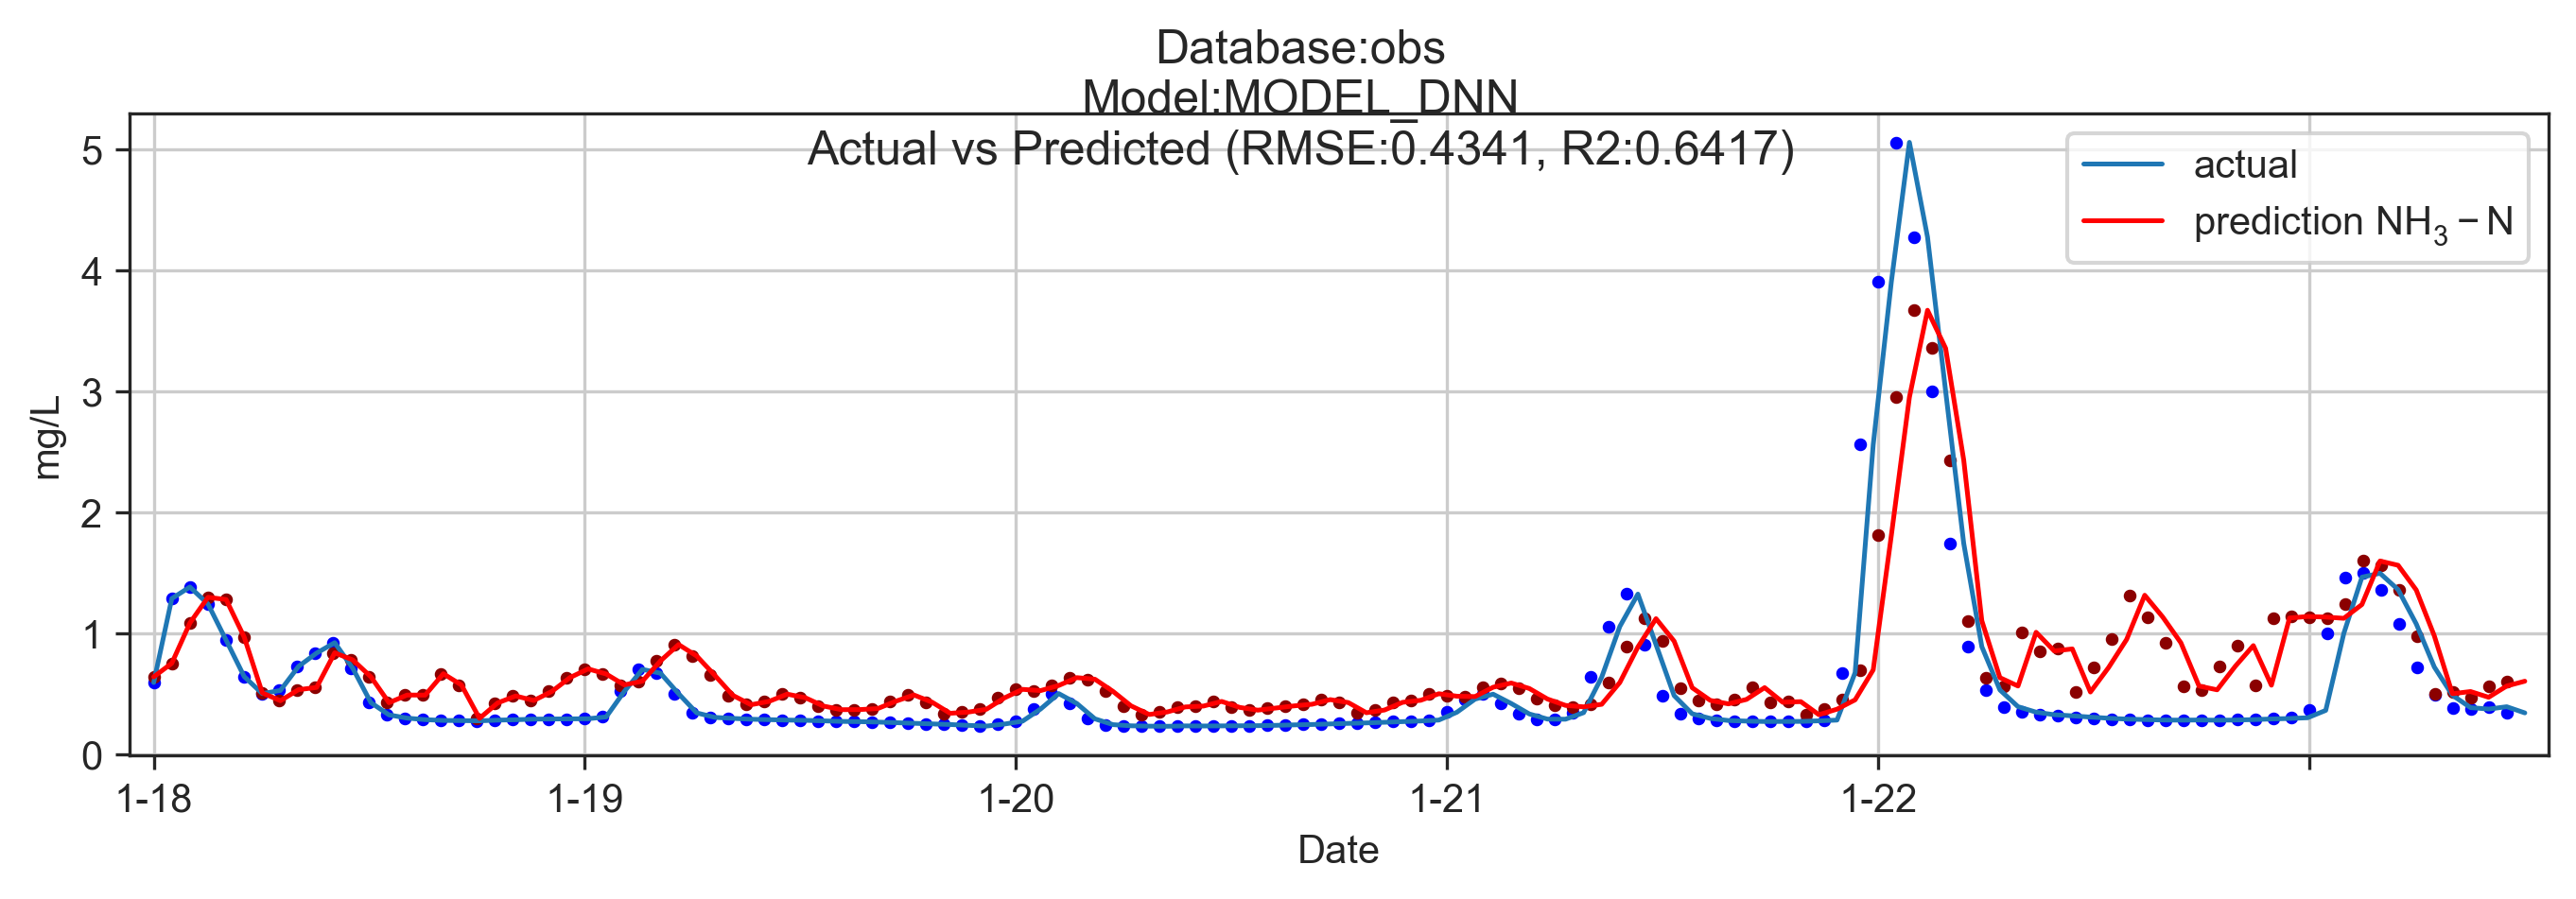 Database:obs
Model:MODEL_DNN
Actual vs Predicted (RMSE:0.4341, R2:0.6417)
actual
prediction NH₃ − N
mg/L
5
4
3
2
1
0
1-18 1-19 1-20 1-21 1-22
Date